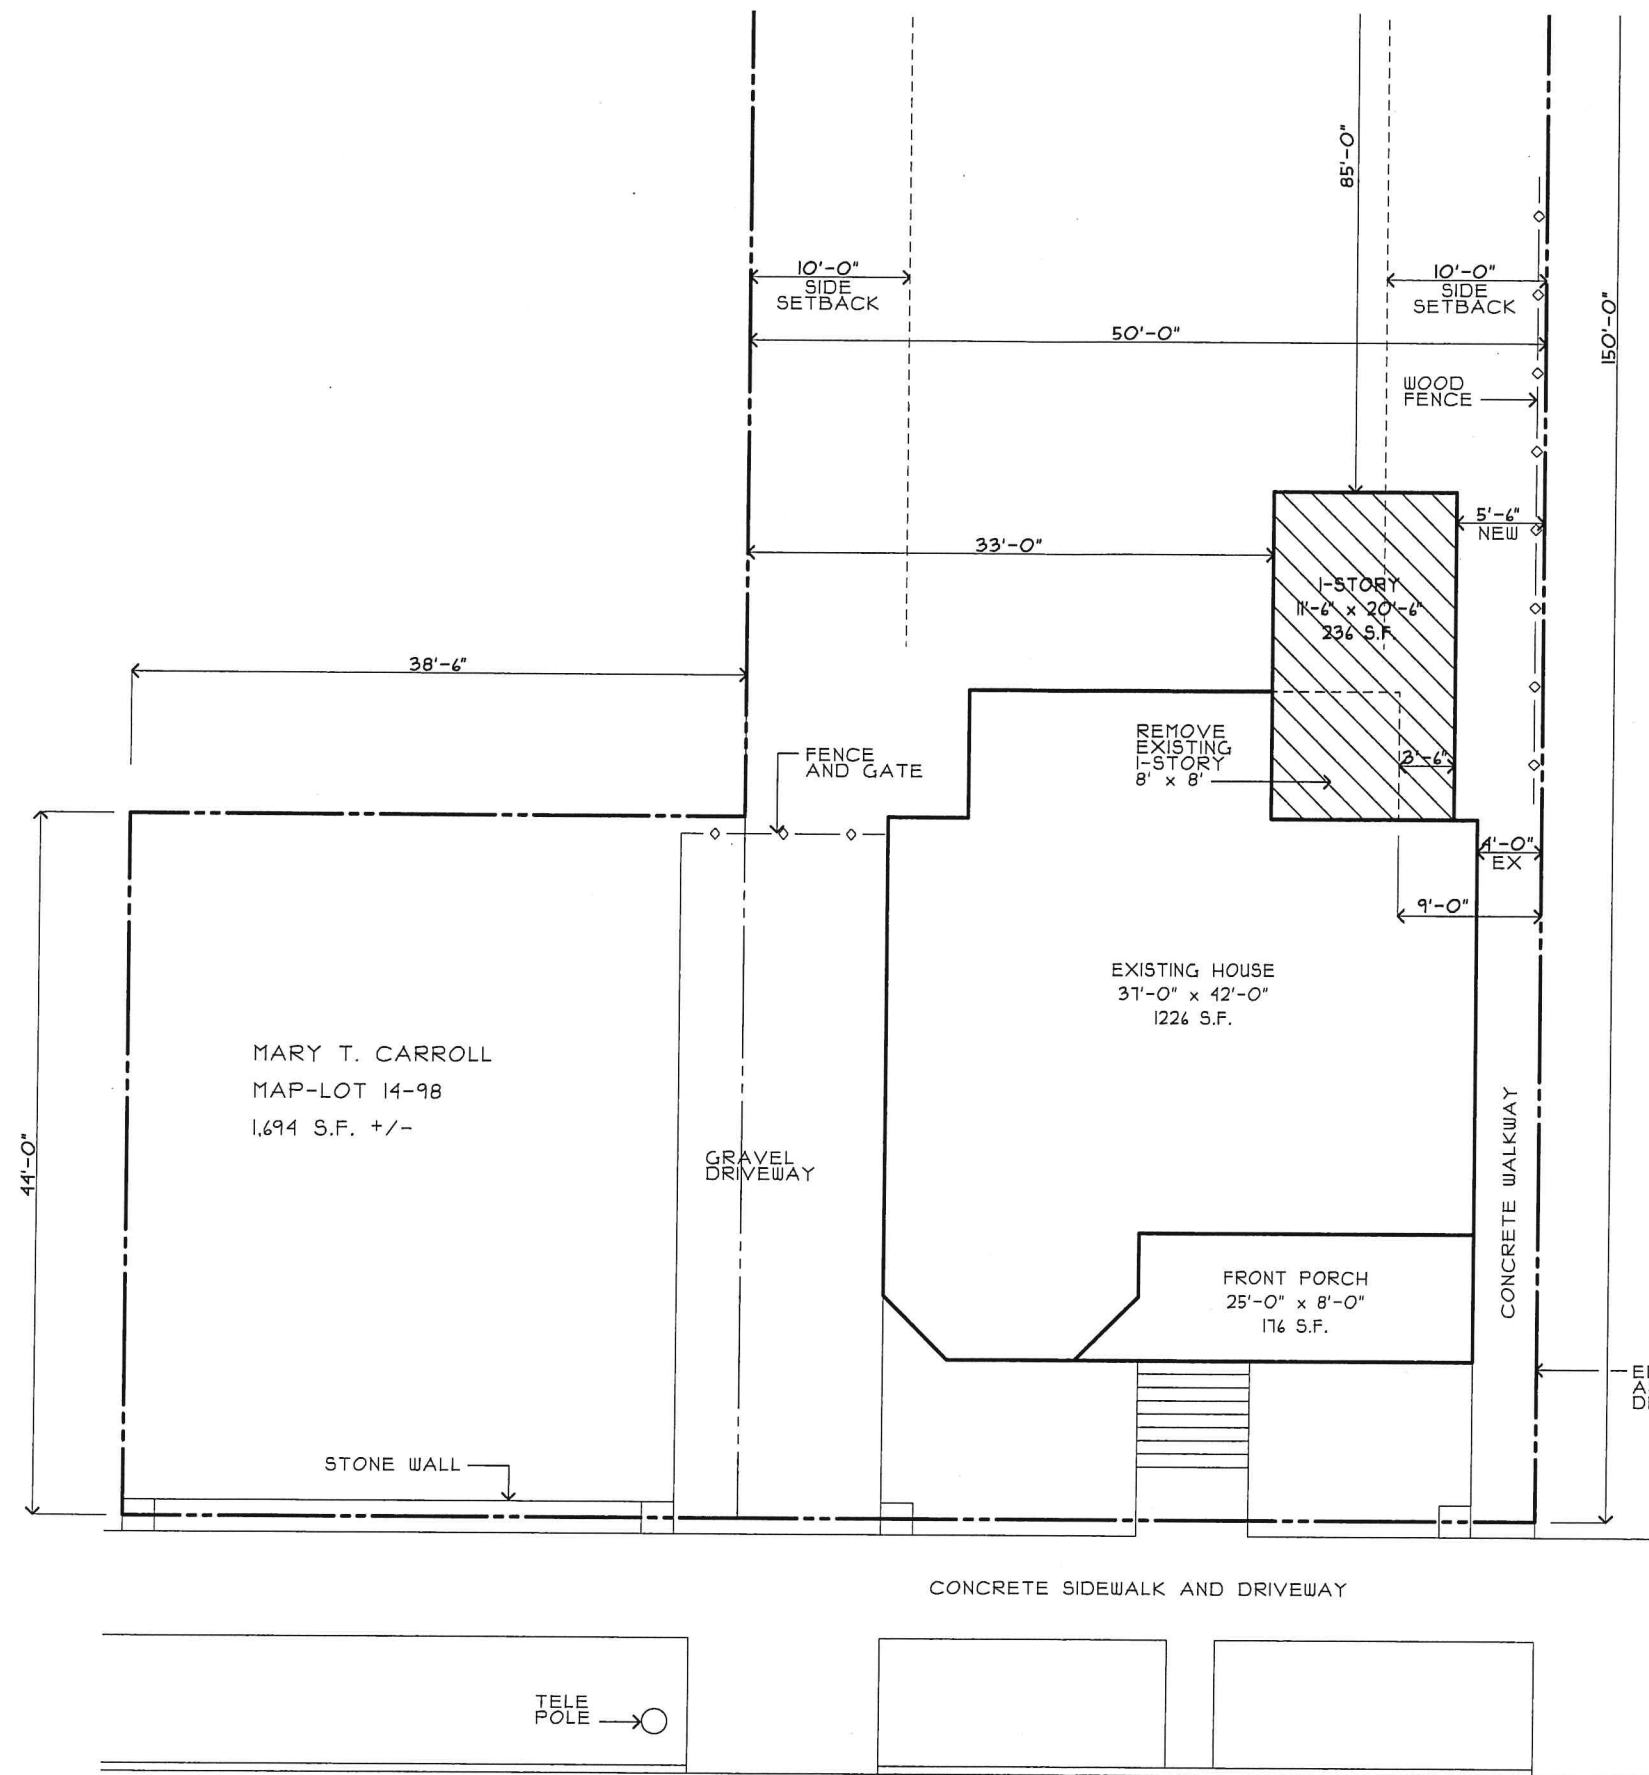 85'-0"
10'-0"
SIDE
SETBACK
10'-0"
SIDE
SETBACK
50'-0"
150'-0"
WOOD
FENCE
5'-6"
NEW
33'-0"
1-STORY
11'-6" x 20'-6"
236 S.F.
38'-6"
REMOVE
EXISTING
1-STORY
8' x 8'
3'-6"
FENCE
AND GATE
4'-0"
EX
9'-0"
EXISTING HOUSE
37'-0" x 42'-0"
1226 S.F.
MARY T. CARROLL
MAP-LOT 14-98
1,694 S.F. +/-
44'-0"
GRAVEL
DRIVEWAY
CONCRETE WALKWAY
FRONT PORCH
25'-0" x 8'-0"
176 S.F.
STONE WALL
CONCRETE SIDEWALK AND DRIVEWAY
TELE
POLE